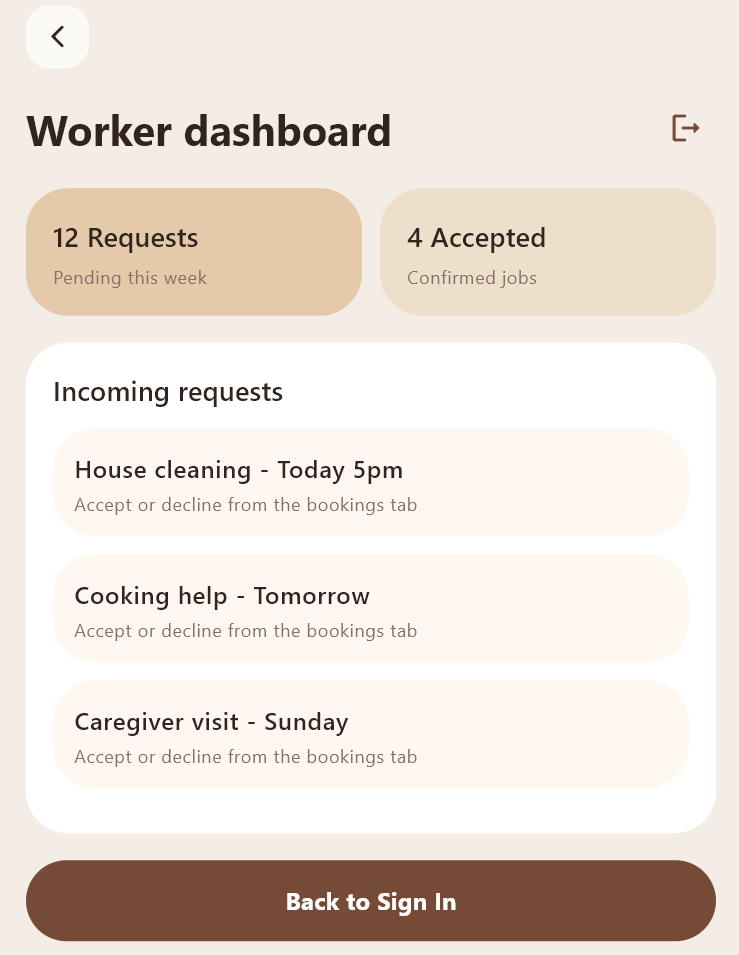 Worker dashboard
12 Requests
Pending this week
4 Accepted
Confirmed jobs
Incoming requests
House cleaning - Today 5pm
Accept or decline from the bookings tab
Cooking help - Tomorrow
Accept or decline from the bookings tab
Caregiver visit - Sunday
Accept or decline from the bookings tab
Back to Sign In